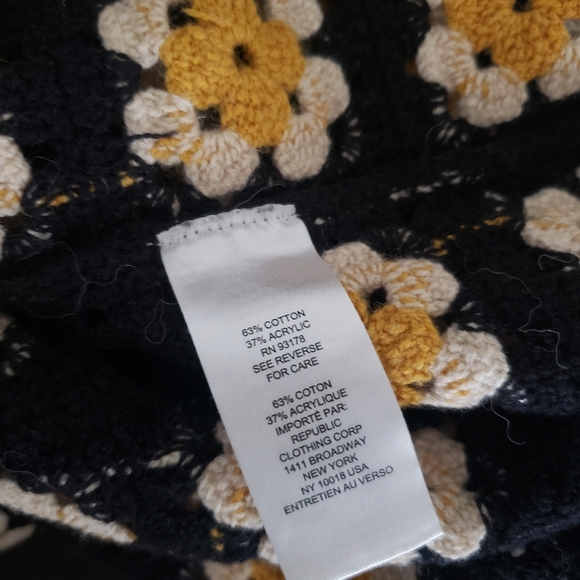 63% COTTON
37% ACRYLIC
RN 93178
SEE REVERSE
FOR CARE
63% COTON
37% ACRYLIQUE
IMPORTÉ PAR:
REPUBLIC
CLOTHING CORP
1411 BROADWAY
NEW YORK
NY 10018 USA
ENTRETIEN AU VERSO